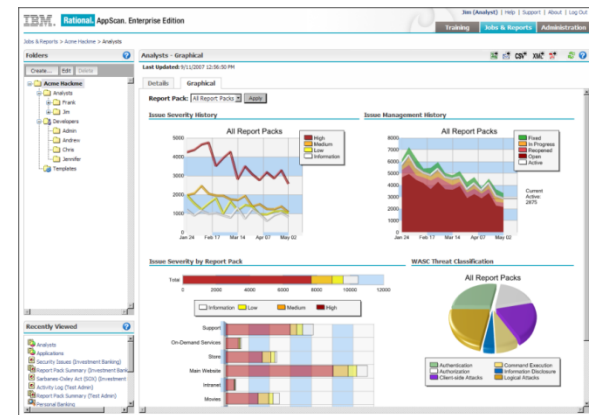 Jim (Analyst) | Help | Support | About | Log Out
IBM. Rational. AppScan. Enterprise Edition
Training Jobs & Reports Administration
Jobs & Reports > Acme Hackme > Analysts
Folders
Analysts - Graphical
CSV XML
Last Updated: 9/11/2007 12:56:50 PM
Create... Edit Delete
Details Graphical
Acme Hackme
Analysts
Frank
Jim
Developers
Admin
Andrew
Chris
Jennifer
Templates
Report Pack: All Report Packs Apply
Issue Severity History
Issue Management History
All Report Packs
High
Medium
Low
Information
5000
4000
3000
2000
1000
0
Jan 24 Feb 17 Mar 14 Apr 07 May 02
All Report Packs
Fixed
In Progress
Reopened
Open
Active
8000
7000
6000
5000
4000
3000
2000
1000
0
Jan 24 Feb 17 Mar 14 Apr 07 May 02
Current
Active:
2875
Issue Severity by Report Pack
WASC Threat Classification
Total
0 2000 4000 6000 8000 10000 12000
Information Low Medium High
Support
On-Demand Services
Store
Main Website
Intranet
Movies
All Report Packs
Authentication
Authorization
Client-side Attacks
Command Execution
Information Disclosure
Logical Attacks
Recently Viewed
Analysts
Applications
Security Issues (Investment Banking)
Report Pack Summary (Investment Bank
Sarbanes-Oxley Act (SOX) (Investment
Activity Log (Test Admin)
Report Pack Summary (Test Admin)
Personal Banking